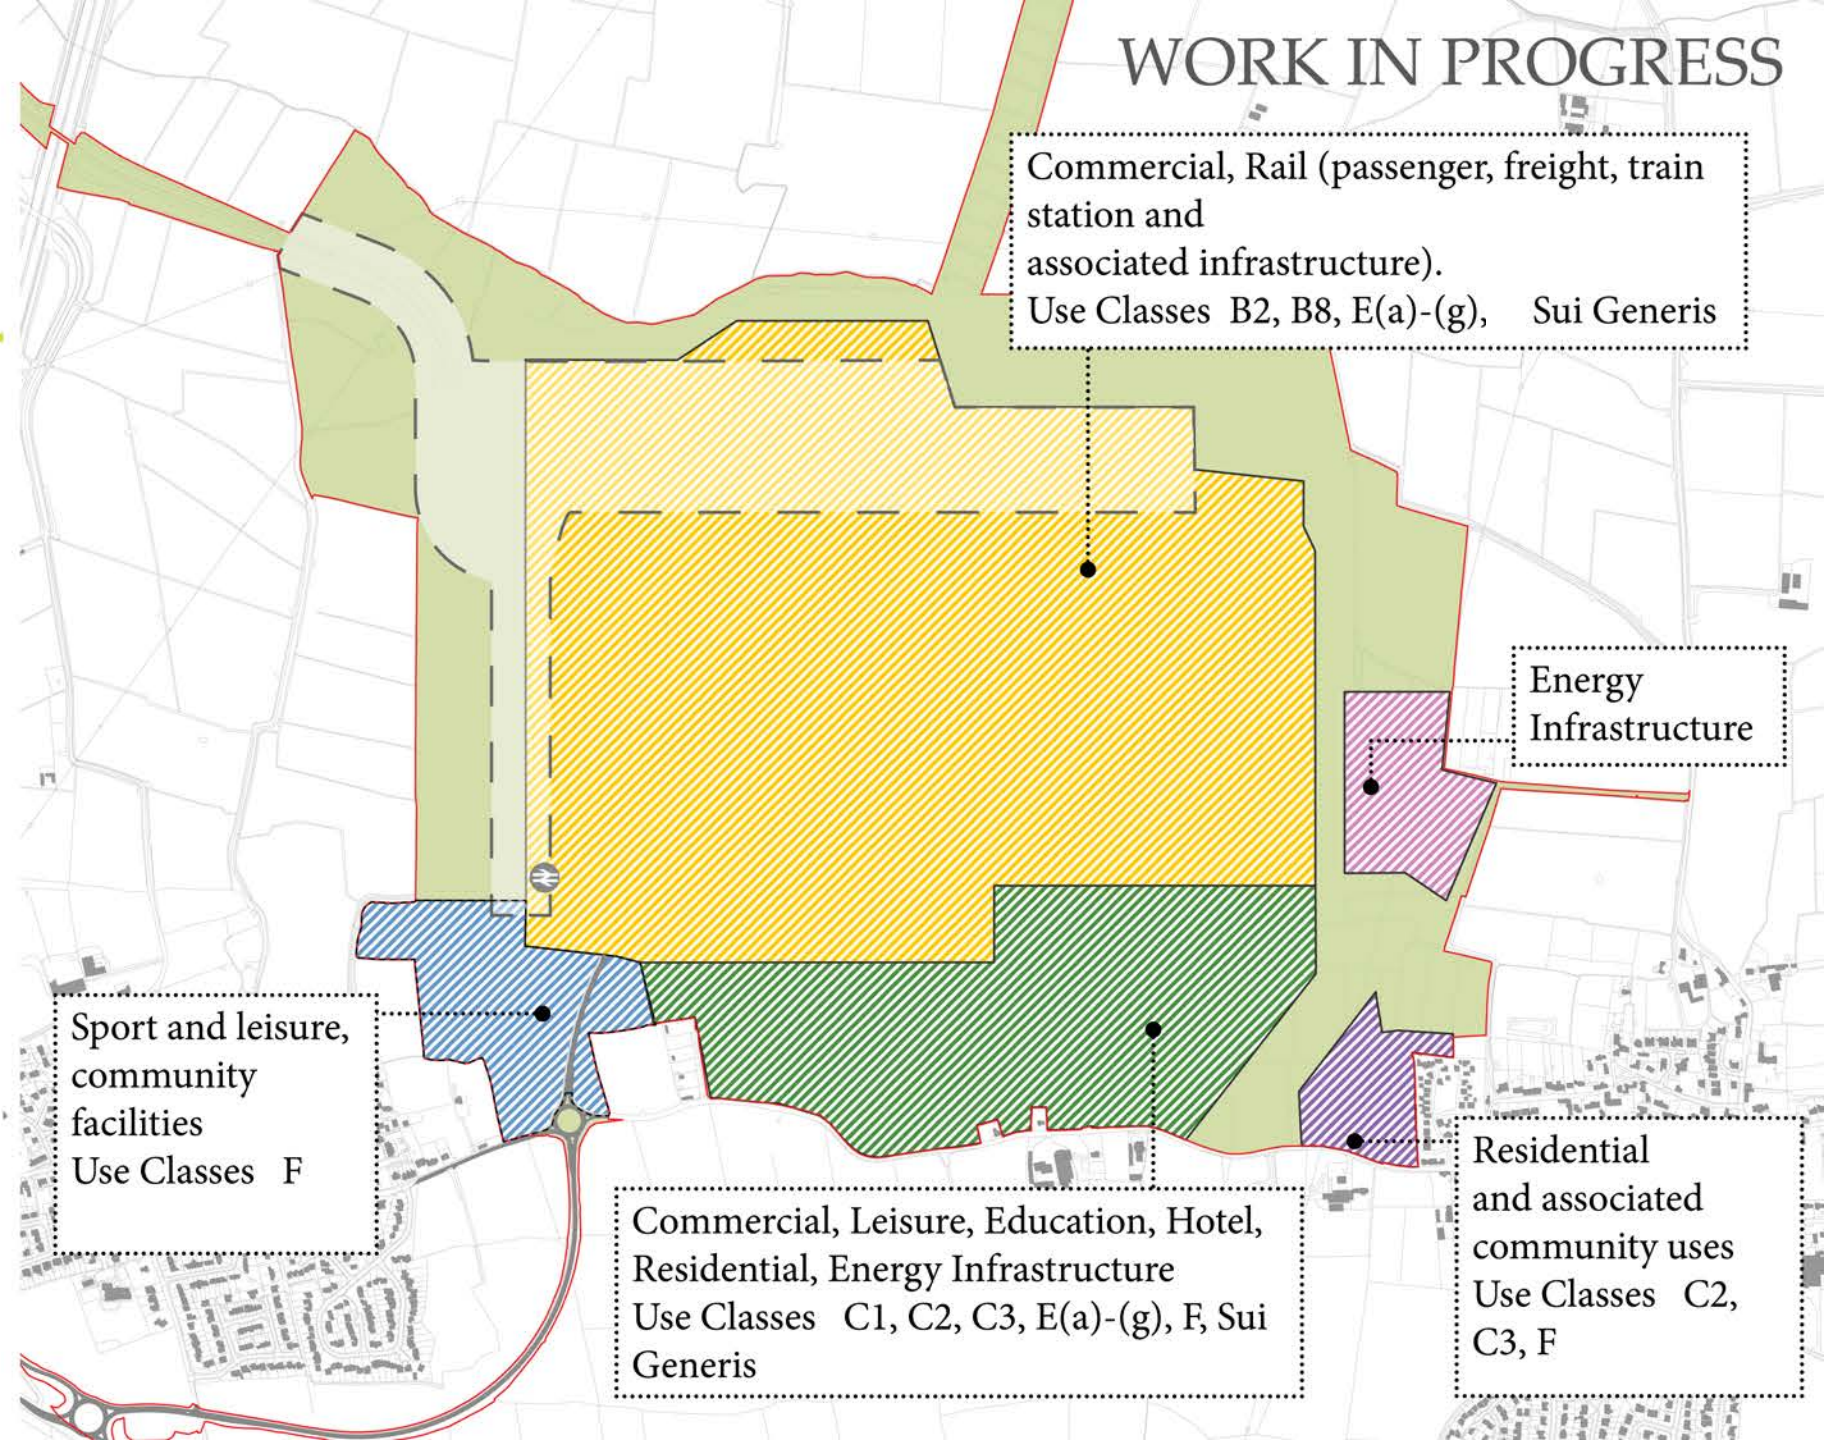 WORK IN PROGRESS
Commercial, Rail (passenger, freight, train
station and
associated infrastructure).
Use Classes B2, B8, E(a)-(g), Sui Generis
Energy
Infrastructure
Sport and leisure,
community
facilities
Use Classes F
Commercial, Leisure, Education, Hotel,
Residential, Energy Infrastructure
Use Classes C1, C2, C3, E(a)-(g), F, Sui
Generis
Residential
and associated
community uses
Use Classes C2,
C3, F